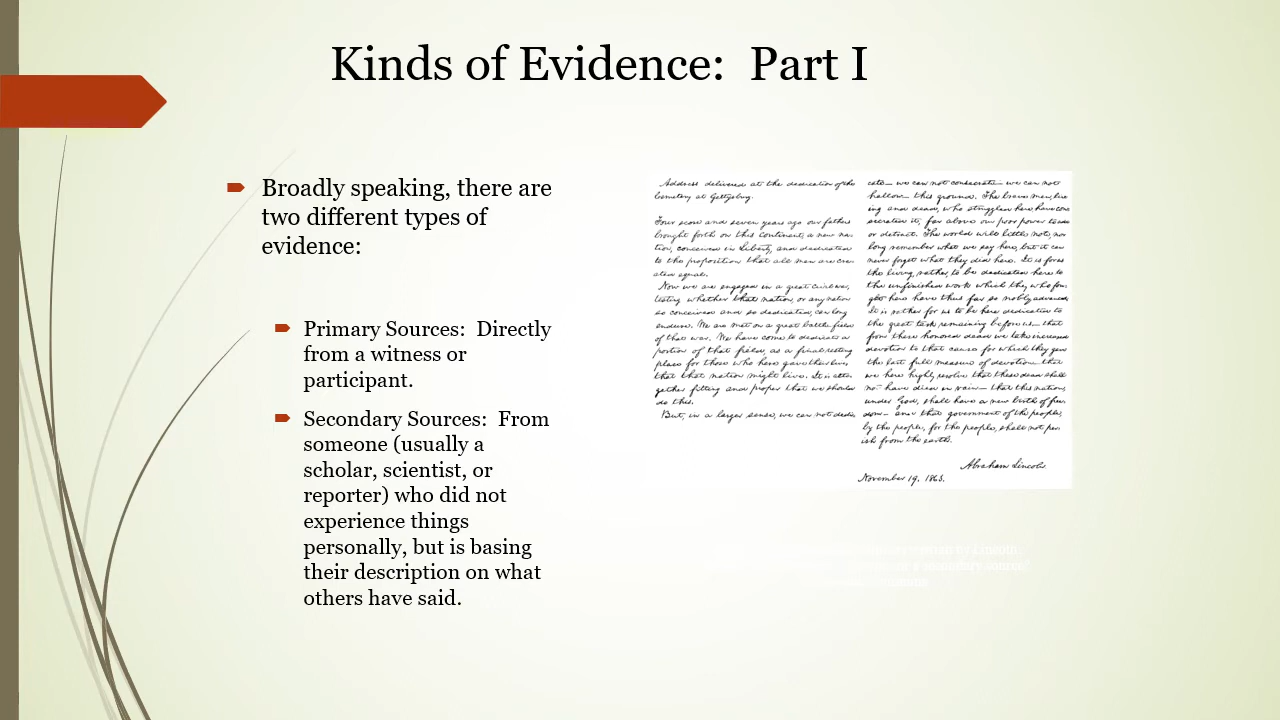 Kinds of Evidence:  Part I
Broadly speaking, there are
two different types of
evidence:
Primary Sources:  Directly
from a witness or
participant.
Secondary Sources:  From
someone (usually a
scholar, scientist, or
reporter) who did not
experience things
personally, but is basing
their description on what
others have said.
Address delivered at the dedication of the
Cemetery at Gettysburg.
Four score and seven years ago our fathers
brought forth on this continent, a new na-
tion, conceived in Liberty, and dedicated
to the proposition that all men are cre-
ated equal.
Now we are engaged in a great civil war,
testing whether that nation, or any nation
so conceived and so dedicated, can long
endure. We are met on a great battle-field
of that war. We have come to dedicate a
portion of that field, as a final resting
place for those who here gave their lives
that that nation might live. It is alto-
gether fitting and proper that we should
do this.
But, in a larger sense, we can not dedi-
cate— we can not consecrate— we can not
hallow— this ground. The brave men, liv-
ing and dead, who struggled here have con-
secrated it, far above our poor power to add
or detract. The world will little note, nor
long remember what we say here, but it can
never forget what they did here. It is for us
the living, rather, to be dedicated here to
the unfinished work which they who fou-
ght here have thus far so nobly advanced.
It is rather for us to be here dedicated to
the great task remaining before us— that
from these honored dead we take increased
devotion to that cause for which they gave
the last full measure of devotion— that
we here highly resolve that these dead shall
not have died in vain— that this nation,
under God, shall have a new birth of free-
dom— and that government of the people,
by the people, for the people, shall not per-
ish from the earth.
Abraham Lincoln.
November 19, 1863.